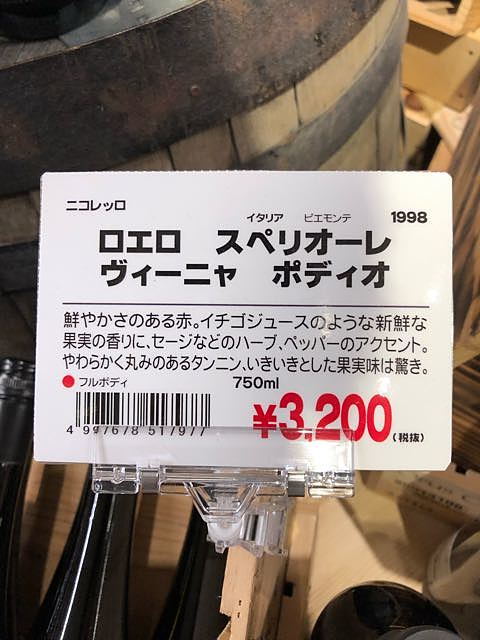 ニコレッロ
イタリア ピエモンテ 1998
ロエロ スペリオーレ
ヴィーニャ ポディオ
鮮やかさのある赤。イチゴジュースのような新鮮な
果実の香りに、セージなどのハーブ、ペッパーのアクセント。
やわらかく丸みのあるタンニン、いきいきとした果実味は驚き。
フルボディ 750ml
4 997678 517977
¥3,200(税抜)